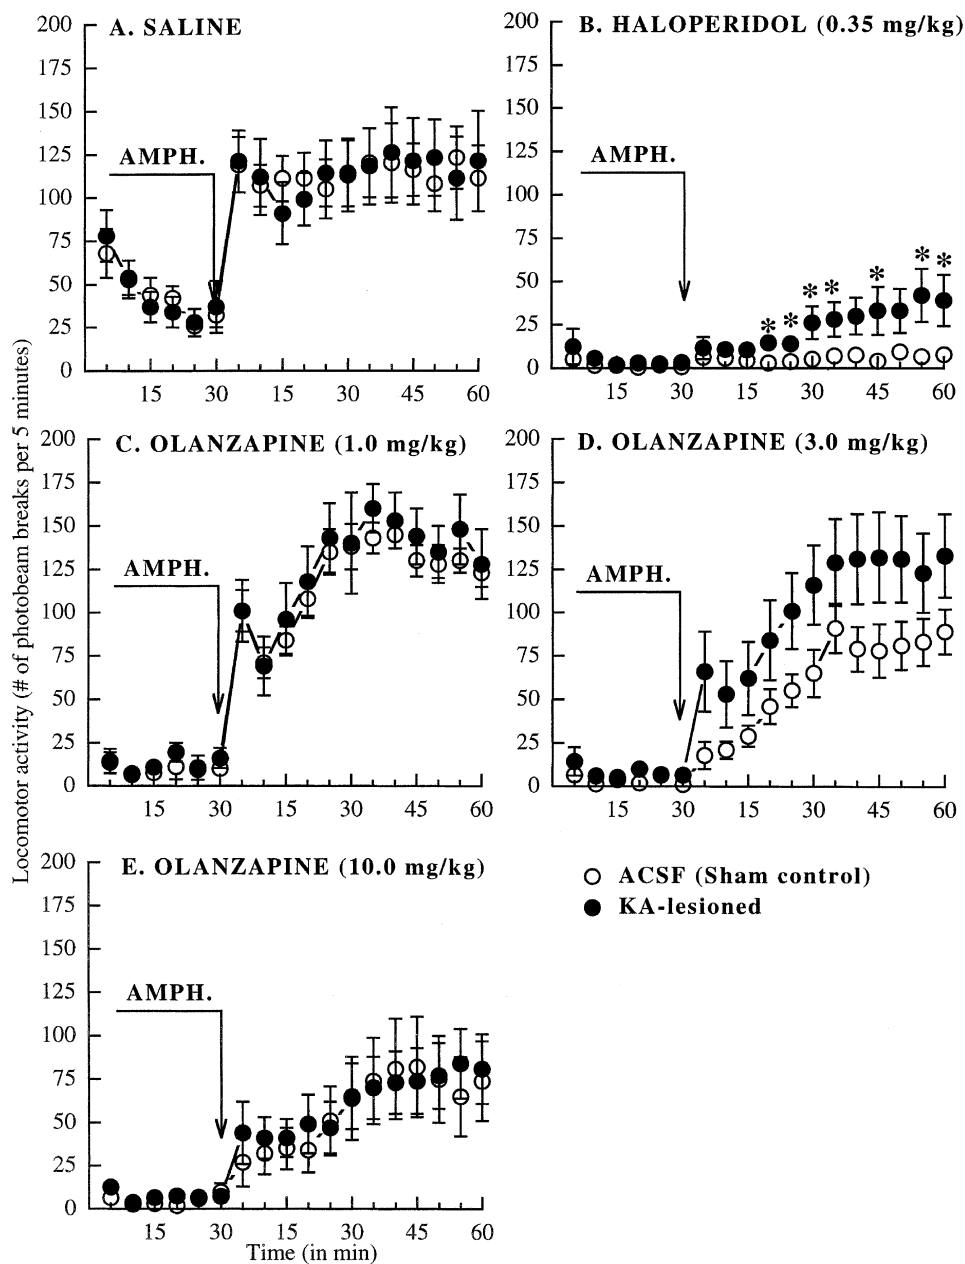 Locomotor activity (# of photobeam breaks per 5 minutes)
A. SALINE
200
175
150
125
100
75
50
25
0
AMPH.
15 30 15 30 45 60
B. HALOPERIDOL (0.35 mg/kg)
200
175
150
125
100
75
50
25
0
AMPH.
* * * * * * *
15 30 15 30 45 60
C. OLANZAPINE (1.0 mg/kg)
200
175
150
125
100
75
50
25
0
AMPH.
15 30 15 30 45 60
D. OLANZAPINE (3.0 mg/kg)
200
175
150
125
100
75
50
25
0
AMPH.
15 30 15 30 45 60
E. OLANZAPINE (10.0 mg/kg)
200
175
150
125
100
75
50
25
0
AMPH.
15 30 15 30 45 60
Time (in min)
ACSF (Sham control)
KA-lesioned